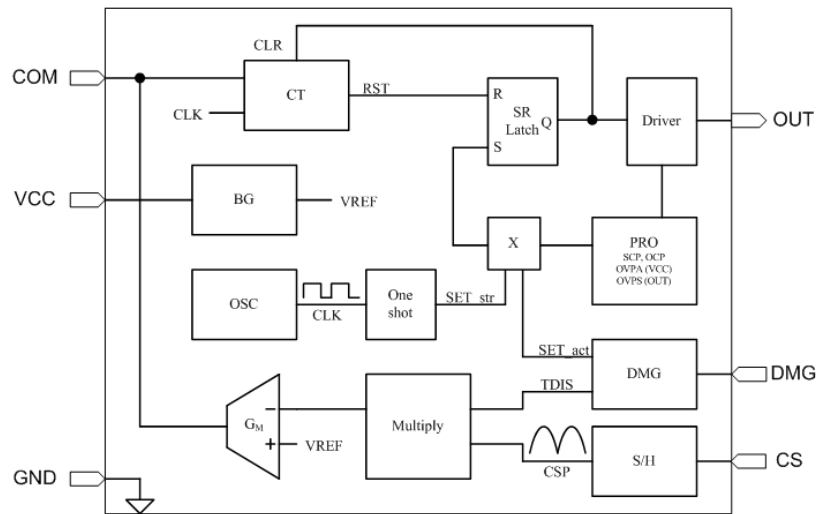 CLR
COM
CT
RST
CLK
R
SR
Latch
Q
S
Driver
OUT
VCC
BG
VREF
X
PRO
SCP, OCP
OVPA (VCC)
OVPS (OUT)
OSC
CLK
One
shot
SET_str
SET_act
TDIS
DMG
DMG
GM
−
+
VREF
Multiply
CSP
S/H
CS
GND